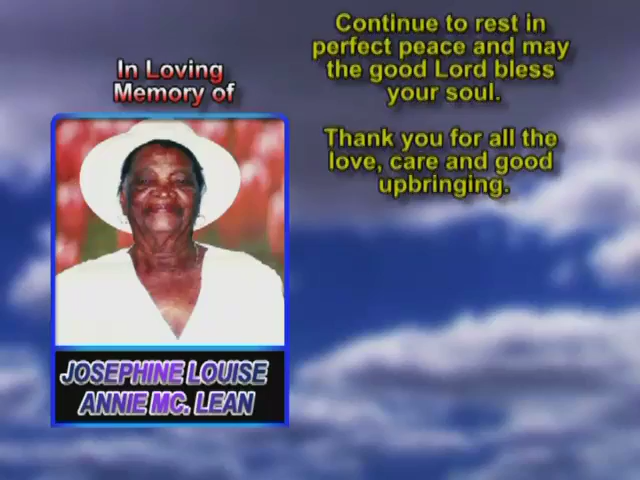 In Loving
Memory of
JOSEPHINE LOUISE
ANNIE MC. LEAN
Continue to rest in
perfect peace and may
the good Lord bless
your soul.
Thank you for all the
love, care and good
upbringing.